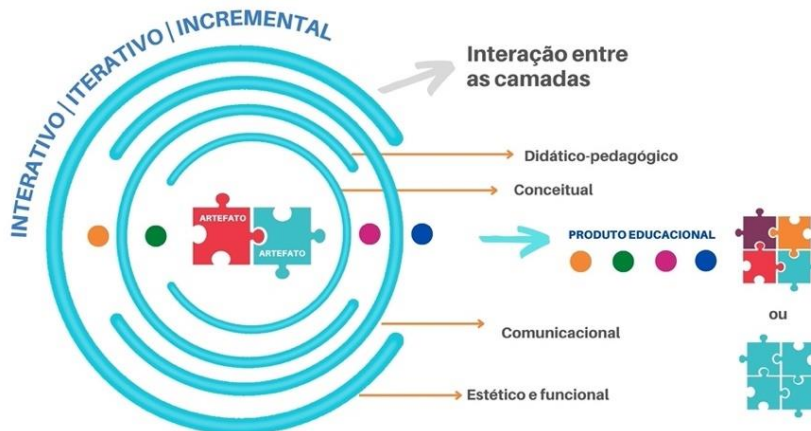 INTERATIVO | ITERATIVO | INCREMENTAL
Interação entre
as camadas
Didático-pedagógico
Conceitual
ARTEFATO
ARTEFATO
PRODUTO EDUCACIONAL
ou
Comunicacional
Estético e funcional